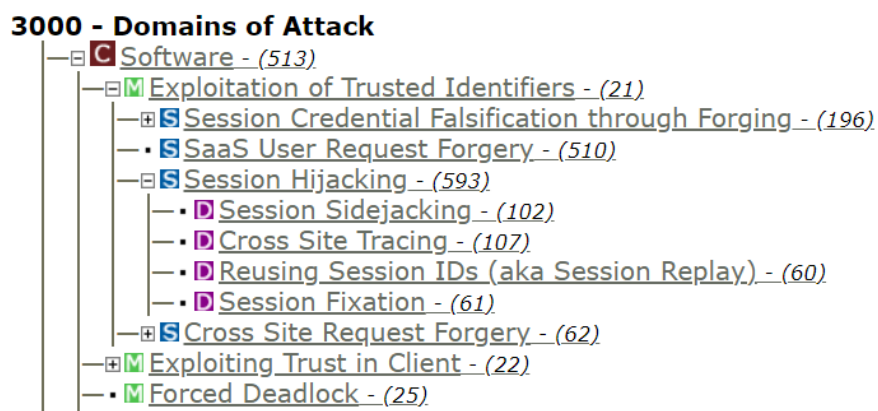 3000 - Domains of Attack
C Software - (513)
M Exploitation of Trusted Identifiers - (21)
S Session Credential Falsification through Forging - (196)
S SaaS User Request Forgery - (510)
S Session Hijacking - (593)
D Session Sidejacking - (102)
D Cross Site Tracing - (107)
D Reusing Session IDs (aka Session Replay) - (60)
D Session Fixation - (61)
S Cross Site Request Forgery - (62)
M Exploiting Trust in Client - (22)
M Forced Deadlock - (25)